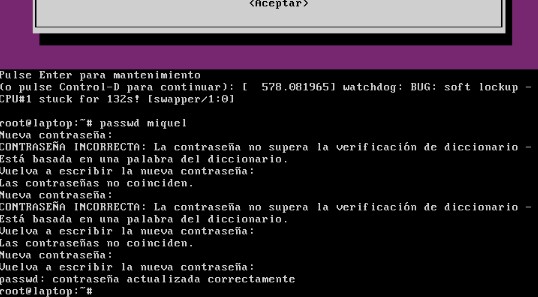 <Aceptar>
Pulse Enter para mantenimiento
(o pulse Control-D para continuar): [  578.081965] watchdog: BUG: soft lockup -
CPU#1 stuck for 132s! [swapper/1:0]
root@laptop:~# passwd miquel
Nueva contraseña:
CONTRASEÑA INCORRECTA: La contraseña no supera la verificación de diccionario -
Está basada en una palabra del diccionario.
Vuelva a escribir la nueva contraseña:
Las contraseñas no coinciden.
Nueva contraseña:
CONTRASEÑA INCORRECTA: La contraseña no supera la verificación de diccionario -
Está basada en una palabra del diccionario.
Vuelva a escribir la nueva contraseña:
Las contraseñas no coinciden.
Nueva contraseña:
Vuelva a escribir la nueva contraseña:
passwd: contraseña actualizada correctamente
root@laptop:~#